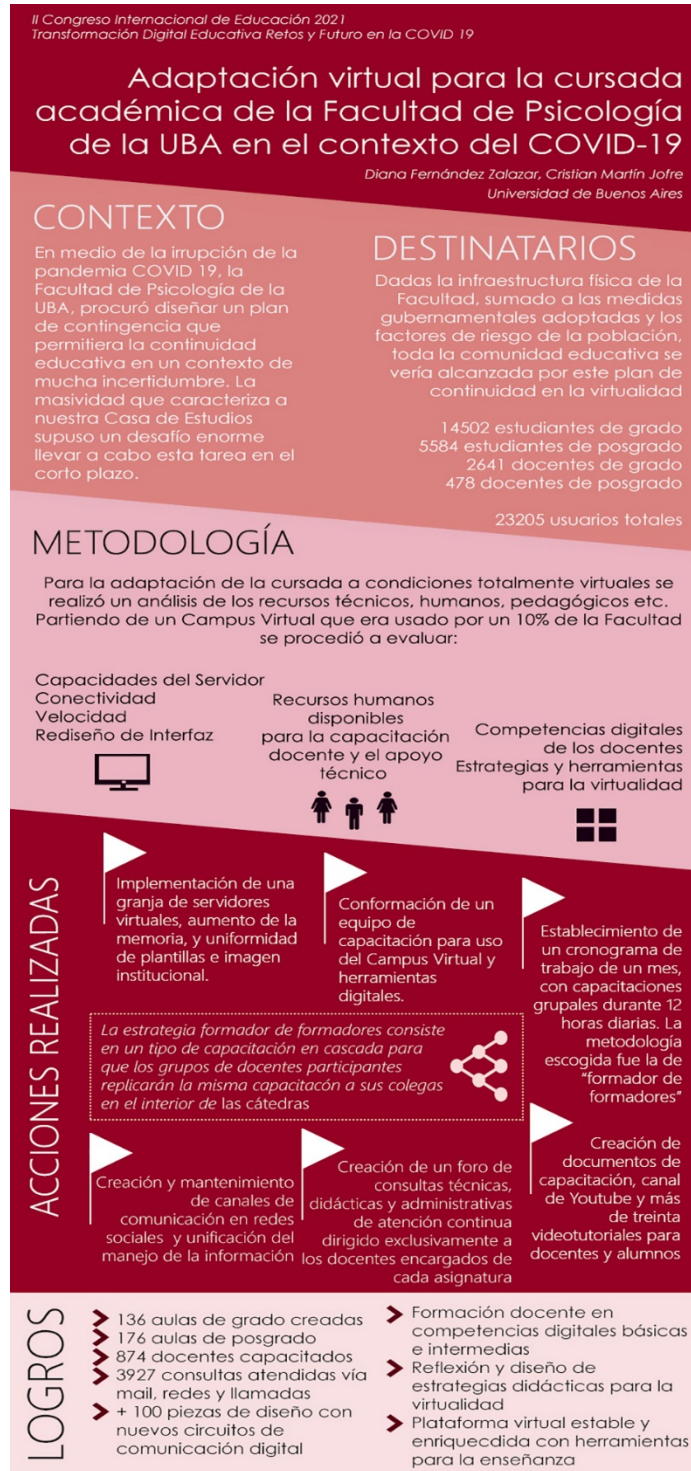 II Congreso Internacional de Educación 2021
Transformación Digital Educativa Retos y Futuro en la COVID 19
Adaptación virtual para la cursada
académica de la Facultad de Psicología
de la UBA en el contexto del COVID-19
Diana Fernández Zalazar, Cristian Martín Jofre
Universidad de Buenos Aires
CONTEXTO
En medio de la irrupción de la
pandemia COVID 19, la
Facultad de Psicología de la
UBA, procuró diseñar un plan
de contingencia que
permitiera la continuidad
educativa en un contexto de
mucha incertidumbre. La
masividad que caracteriza a
nuestra Casa de Estudios
supuso un desafío enorme
llevar a cabo esta tarea en el
corto plazo.
DESTINATARIOS
Dadas la infraestructura física de la
Facultad, sumado a las medidas
gubernamentales adoptadas y los
factores de riesgo de la población,
toda la comunidad educativa se
vería alcanzada por este plan de
continuidad en la virtualidad
14502 estudiantes de grado
5584 estudiantes de posgrado
2641 docentes de grado
478 docentes de posgrado
23205 usuarios totales
METODOLOGÍA
Para la adaptación de la cursada a condiciones totalmente virtuales se
realizó un análisis de los recursos técnicos, humanos, pedagógicos etc.
Partiendo de un Campus Virtual que era usado por un 10% de la Facultad
se procedió a evaluar:
Capacidades del Servidor
Conectividad
Velocidad
Rediseño de Interfaz
Recursos humanos
disponibles
para la capacitación
docente y el apoyo
técnico
Competencias digitales
de los docentes
Estrategias y herramientas
para la virtualidad
ACCIONES REALIZADAS
Implementación de una
granja de servidores
virtuales, aumento de la
memoria, y uniformidad
de plantillas e imagen
institucional.
Conformación de un
equipo de
capacitación para uso
del Campus Virtual y
herramientas
digitales.
Establecimiento de
un cronograma de
trabajo de un mes,
con capacitaciones
grupales durante 12
horas diarias. La
metodología
escogida fue la de
“formador de
formadores”
La estrategia formador de formadores consiste
en un tipo de capacitación en cascada para
que los grupos de docentes participantes
replicarán la misma capacitacón a sus colegas
en el interior de las cátedras
Creación y mantenimiento
de canales de
comunicación en redes
sociales y unificación del
manejo de la información
Creación de un foro de
consultas técnicas,
didácticas y administrativas
de atención continua
dirigido exclusivamente a
los docentes encargados de
cada asignatura
Creación de
documentos de
capacitación, canal
de Youtube y más
de treinta
videotutoriales para
docentes y alumnos
LOGROS
136 aulas de grado creadas
176 aulas de posgrado
874 docentes capacitados
3927 consultas atendidas vía
mail, redes y llamadas
+ 100 piezas de diseño con
nuevos circuitos de
comunicación digital
Formación docente en
competencias digitales básicas
e intermedias
Reflexión y diseño de
estrategias didácticas para la
virtualidad
Plataforma virtual estable y
enriquecdida con herramientas
para la enseñanza